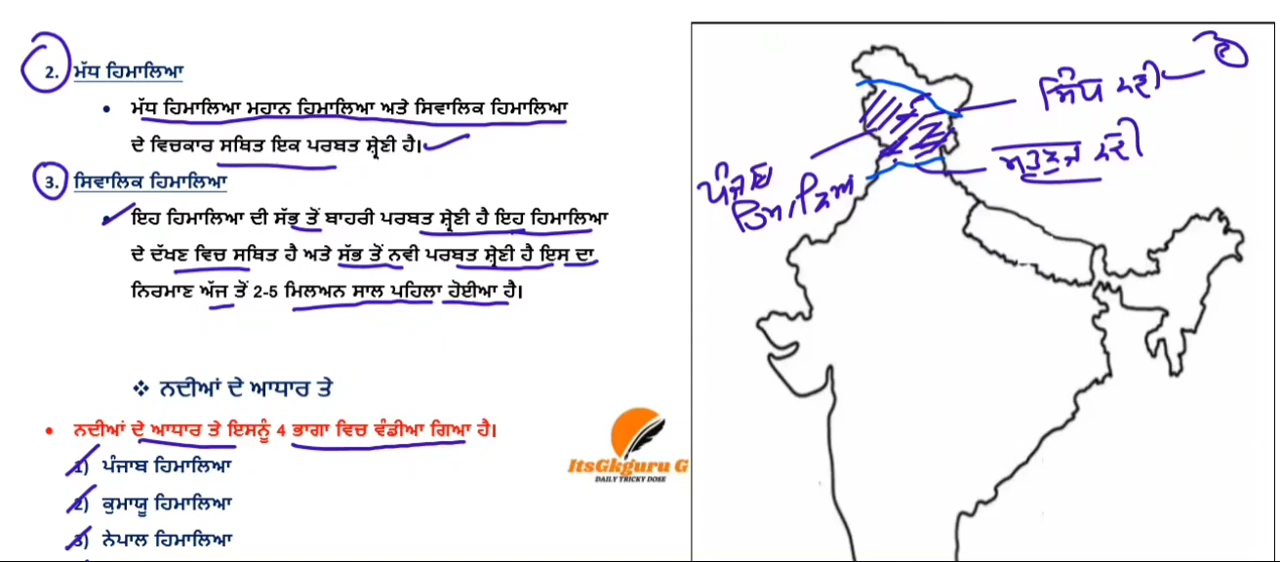 2. ਮੱਧ ਹਿਮਾਲਿਆ
• ਮੱਧ ਹਿਮਾਲਿਆ ਮਹਾਨ ਹਿਮਾਲਿਆ ਅਤੇ ਸਿਵਾਲਿਕ ਹਿਮਾਲਿਆ
ਦੇ ਵਿਚਕਾਰ ਸਥਿਤ ਇਕ ਪਰਬਤ ਸ਼੍ਰੇਣੀ ਹੈ।
3. ਸਿਵਾਲਿਕ ਹਿਮਾਲਿਆ
ਇਹ ਹਿਮਾਲਿਆ ਦੀ ਸੱਭ ਤੋਂ ਬਾਹਰੀ ਪਰਬਤ ਸ਼੍ਰੇਣੀ ਹੈ ਇਹ ਹਿਮਾਲਿਆ
ਦੇ ਦੱਖਣ ਵਿਚ ਸਥਿਤ ਹੈ ਅਤੇ ਸੱਭ ਤੋਂ ਨਵੀ ਪਰਬਤ ਸ਼੍ਰੇਣੀ ਹੈ ਇਸ ਦਾ
ਨਿਰਮਾਣ ਅੱਜ ਤੋਂ 2-5 ਮਿਲਅਨ ਸਾਲ ਪਹਿਲਾ ਹੋਈਆ ਹੈ।
❖ ਨਦੀਆਂ ਦੇ ਆਧਾਰ ਤੇ
• ਨਦੀਆਂ ਦੇ ਆਧਾਰ ਤੇ ਇਸਨੂੰ 4 ਭਾਗਾ ਵਿਚ ਵੰਡੀਆ ਗਿਆ ਹੈ।
1) ਪੰਜਾਬ ਹਿਮਾਲਿਆ
2) ਕੁਮਾਯੂ ਹਿਮਾਲਿਆ
3) ਨੇਪਾਲ ਹਿਮਾਲਿਆ
ItsGkguru G
DAILY TRICKY DOSE
ਸਿੰਧ ਨਦੀ
ਸਤਲੁਜ ਨਦੀ
ਪੰਜਾਬ